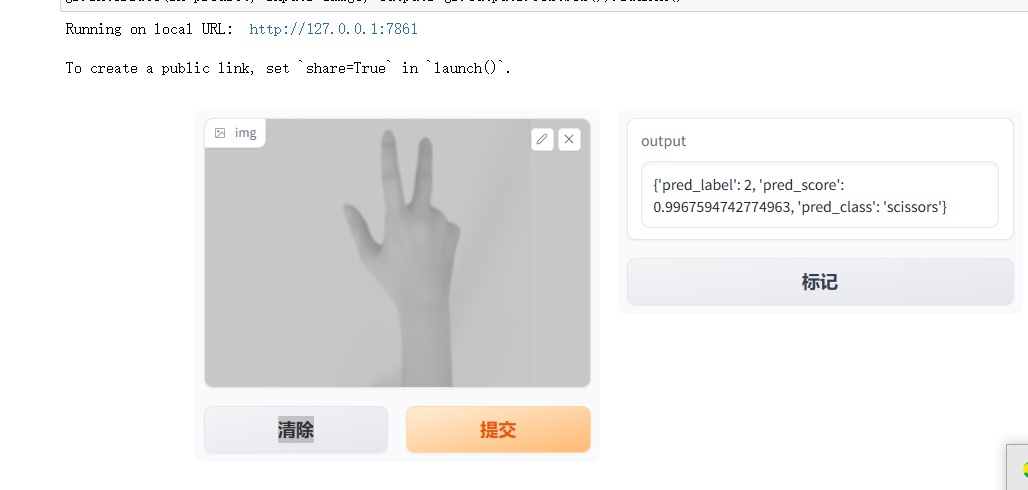 Running on local URL: http://127.0.0.1:7861
To create a public link, set `share=True` in `launch()`.
img
output
{'pred_label': 2, 'pred_score':
0.9967594742774963, 'pred_class': 'scissors'}
标记
清除
提交